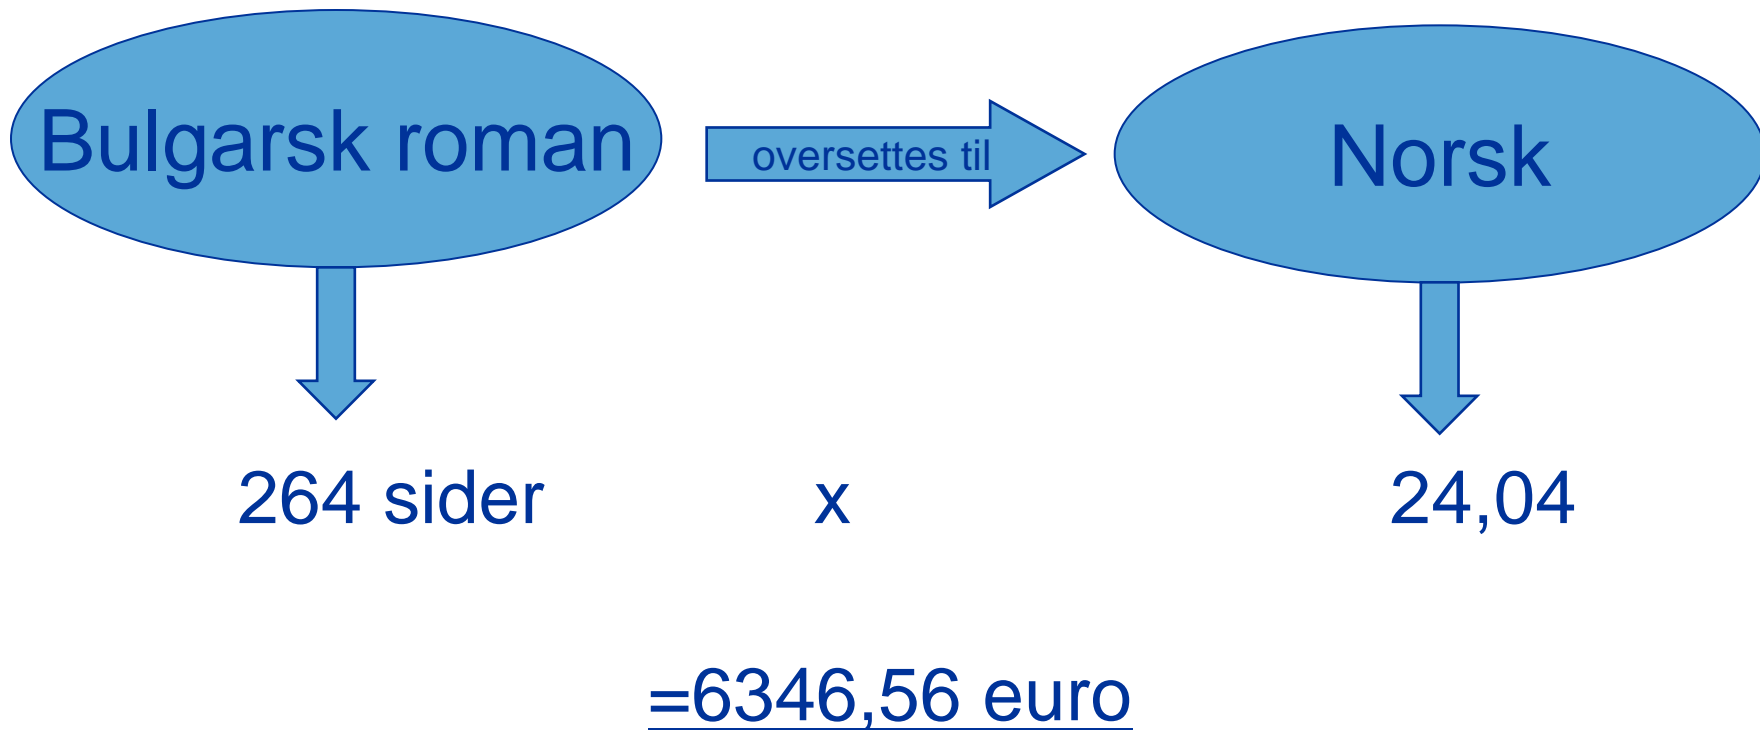 Bulgarsk roman
oversettes til
Norsk
264 sider x 24,04
=6346,56 euro